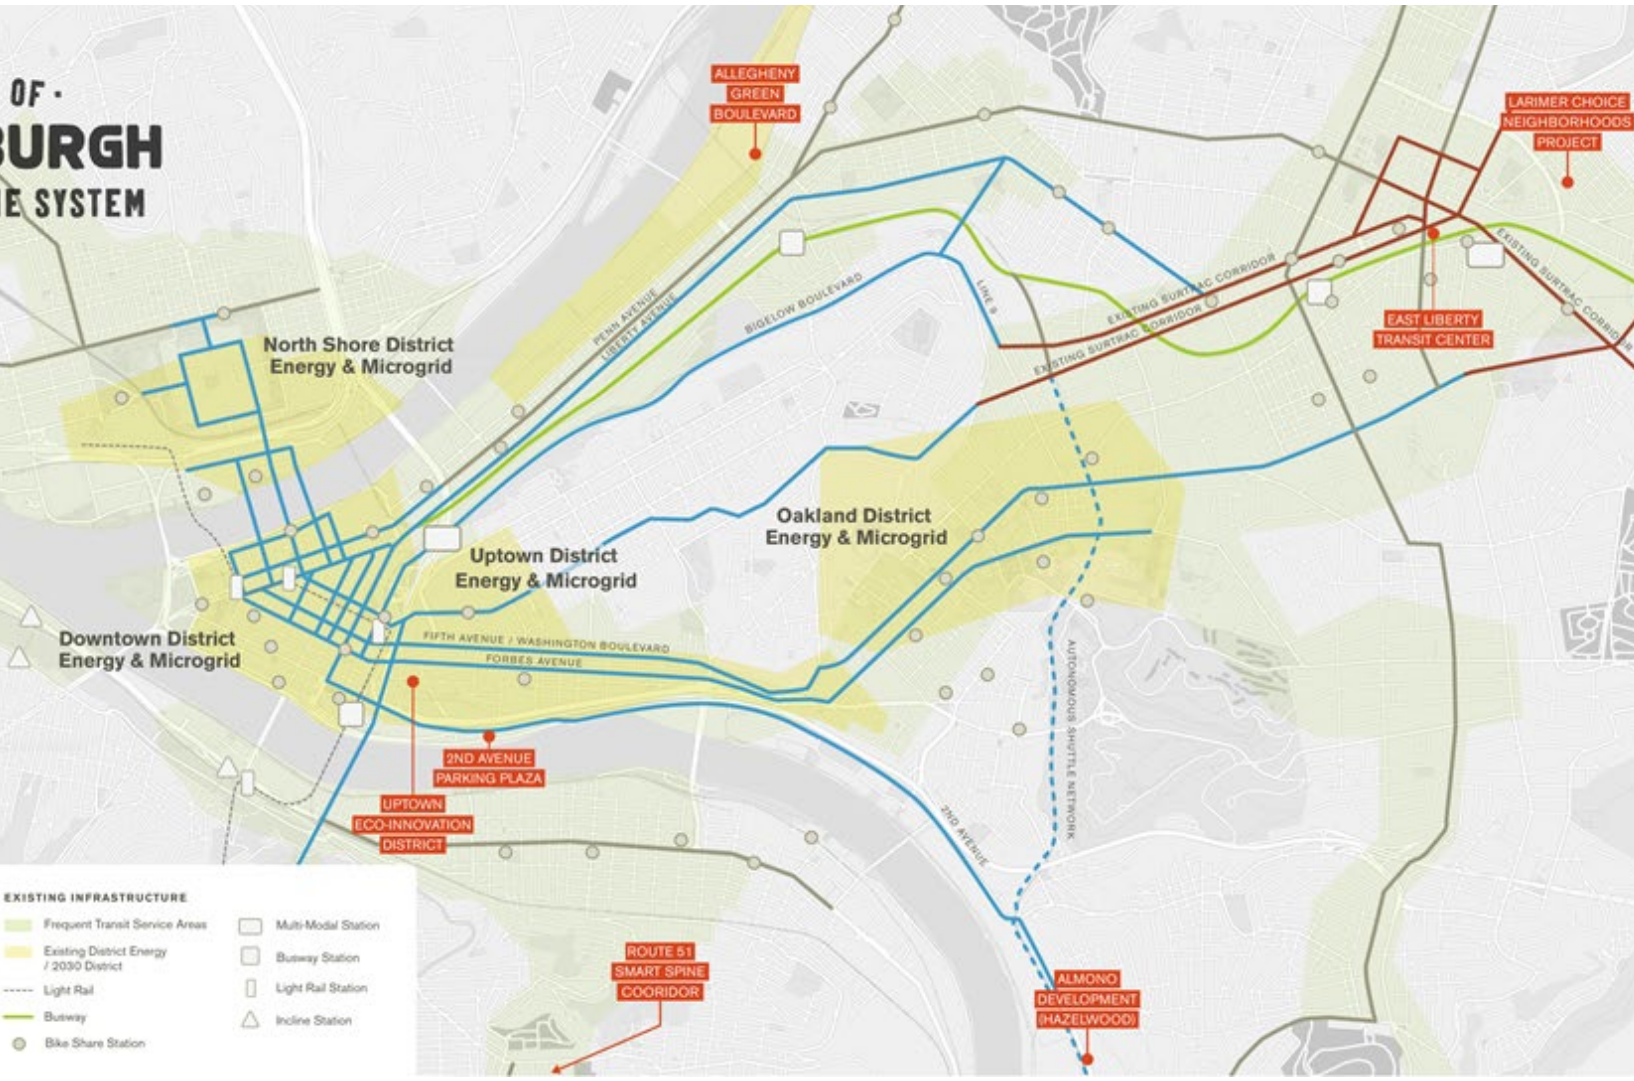 OF ·
BURGH
E SYSTEM
ALLEGHENY
GREEN
BOULEVARD
LARIMER CHOICE
NEIGHBORHOODS
PROJECT
PENN AVENUE
LIBERTY AVENUE
BIGELOW BOULEVARD
LINE 9
EXISTING SURTRAC CORRIDOR
EXISTING SURTRAC CORRIDOR
EXISTING SURTRAC CORRIDOR
EAST LIBERTY
TRANSIT CENTER
North Shore District
Energy & Microgrid
Oakland District
Energy & Microgrid
Uptown District
Energy & Microgrid
Downtown District
Energy & Microgrid
FIFTH AVENUE / WASHINGTON BOULEVARD
FORBES AVENUE
AUTONOMOUS SHUTTLE NETWORK
2ND AVENUE
PARKING PLAZA
UPTOWN
ECO-INNOVATION
DISTRICT
2ND AVENUE
ROUTE 51
SMART SPINE
COORIDOR
ALMONO
DEVELOPMENT
(HAZELWOOD)
EXISTING INFRASTRUCTURE
Frequent Transit Service Areas
Existing District Energy
/ 2030 District
Light Rail
Busway
Bike Share Station
Multi-Modal Station
Busway Station
Light Rail Station
Incline Station